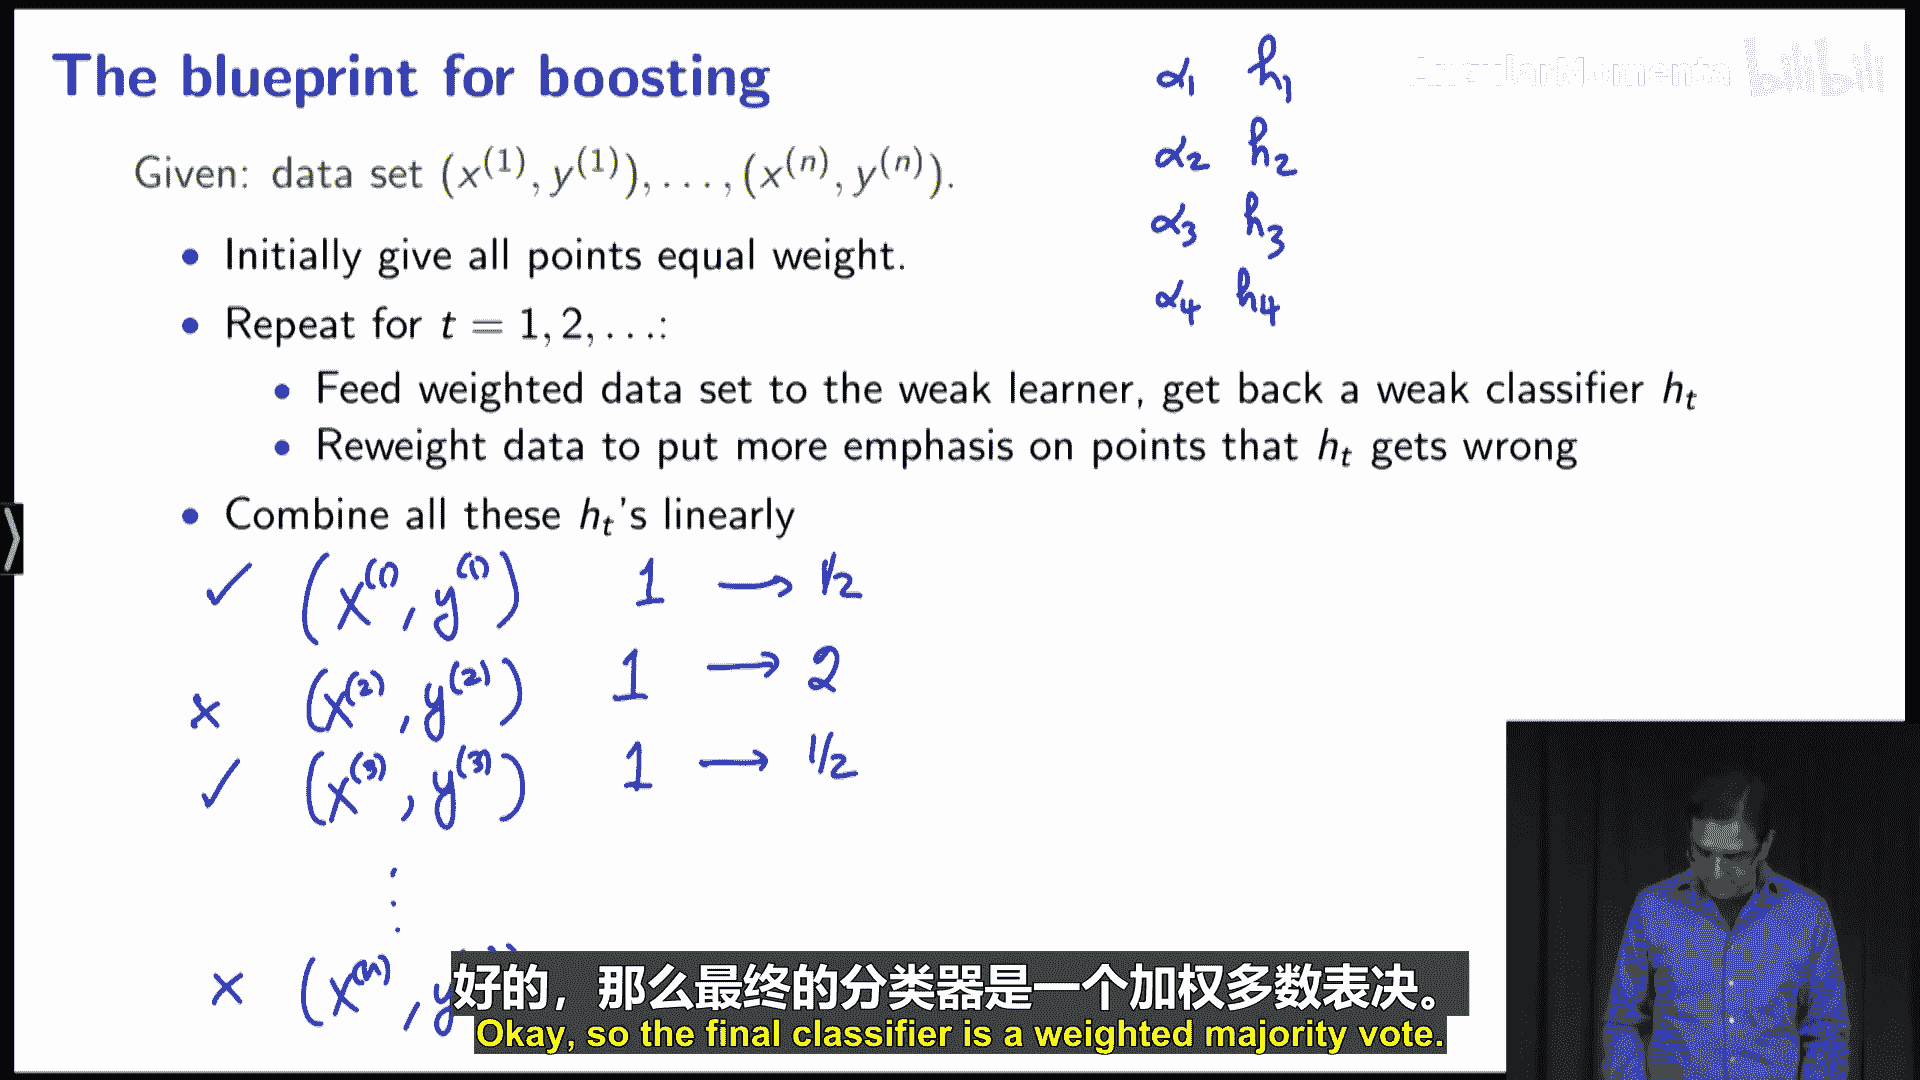 The blueprint for boosting
Given: data set (x^(1), y^(1)), ..., (x^(n), y^(n)).
• Initially give all points equal weight.
• Repeat for t = 1, 2, ...:
• Feed weighted data set to the weak learner, get back a weak classifier h_t
• Reweight data to put more emphasis on points that h_t gets wrong
• Combine all these h_t's linearly
α1 h1
α2 h2
α3 h3
α4 h4
✓ (x^(1), y^(1)) 1 → 1/2
× (x^(2), y^(2)) 1 → 2
✓ (x^(3), y^(3)) 1 → 1/2
⋮
× (x^(n), y
好的，那么最终的分类器是一个加权多数表决。
Okay, so the final classifier is a weighted majority vote.
bilibili